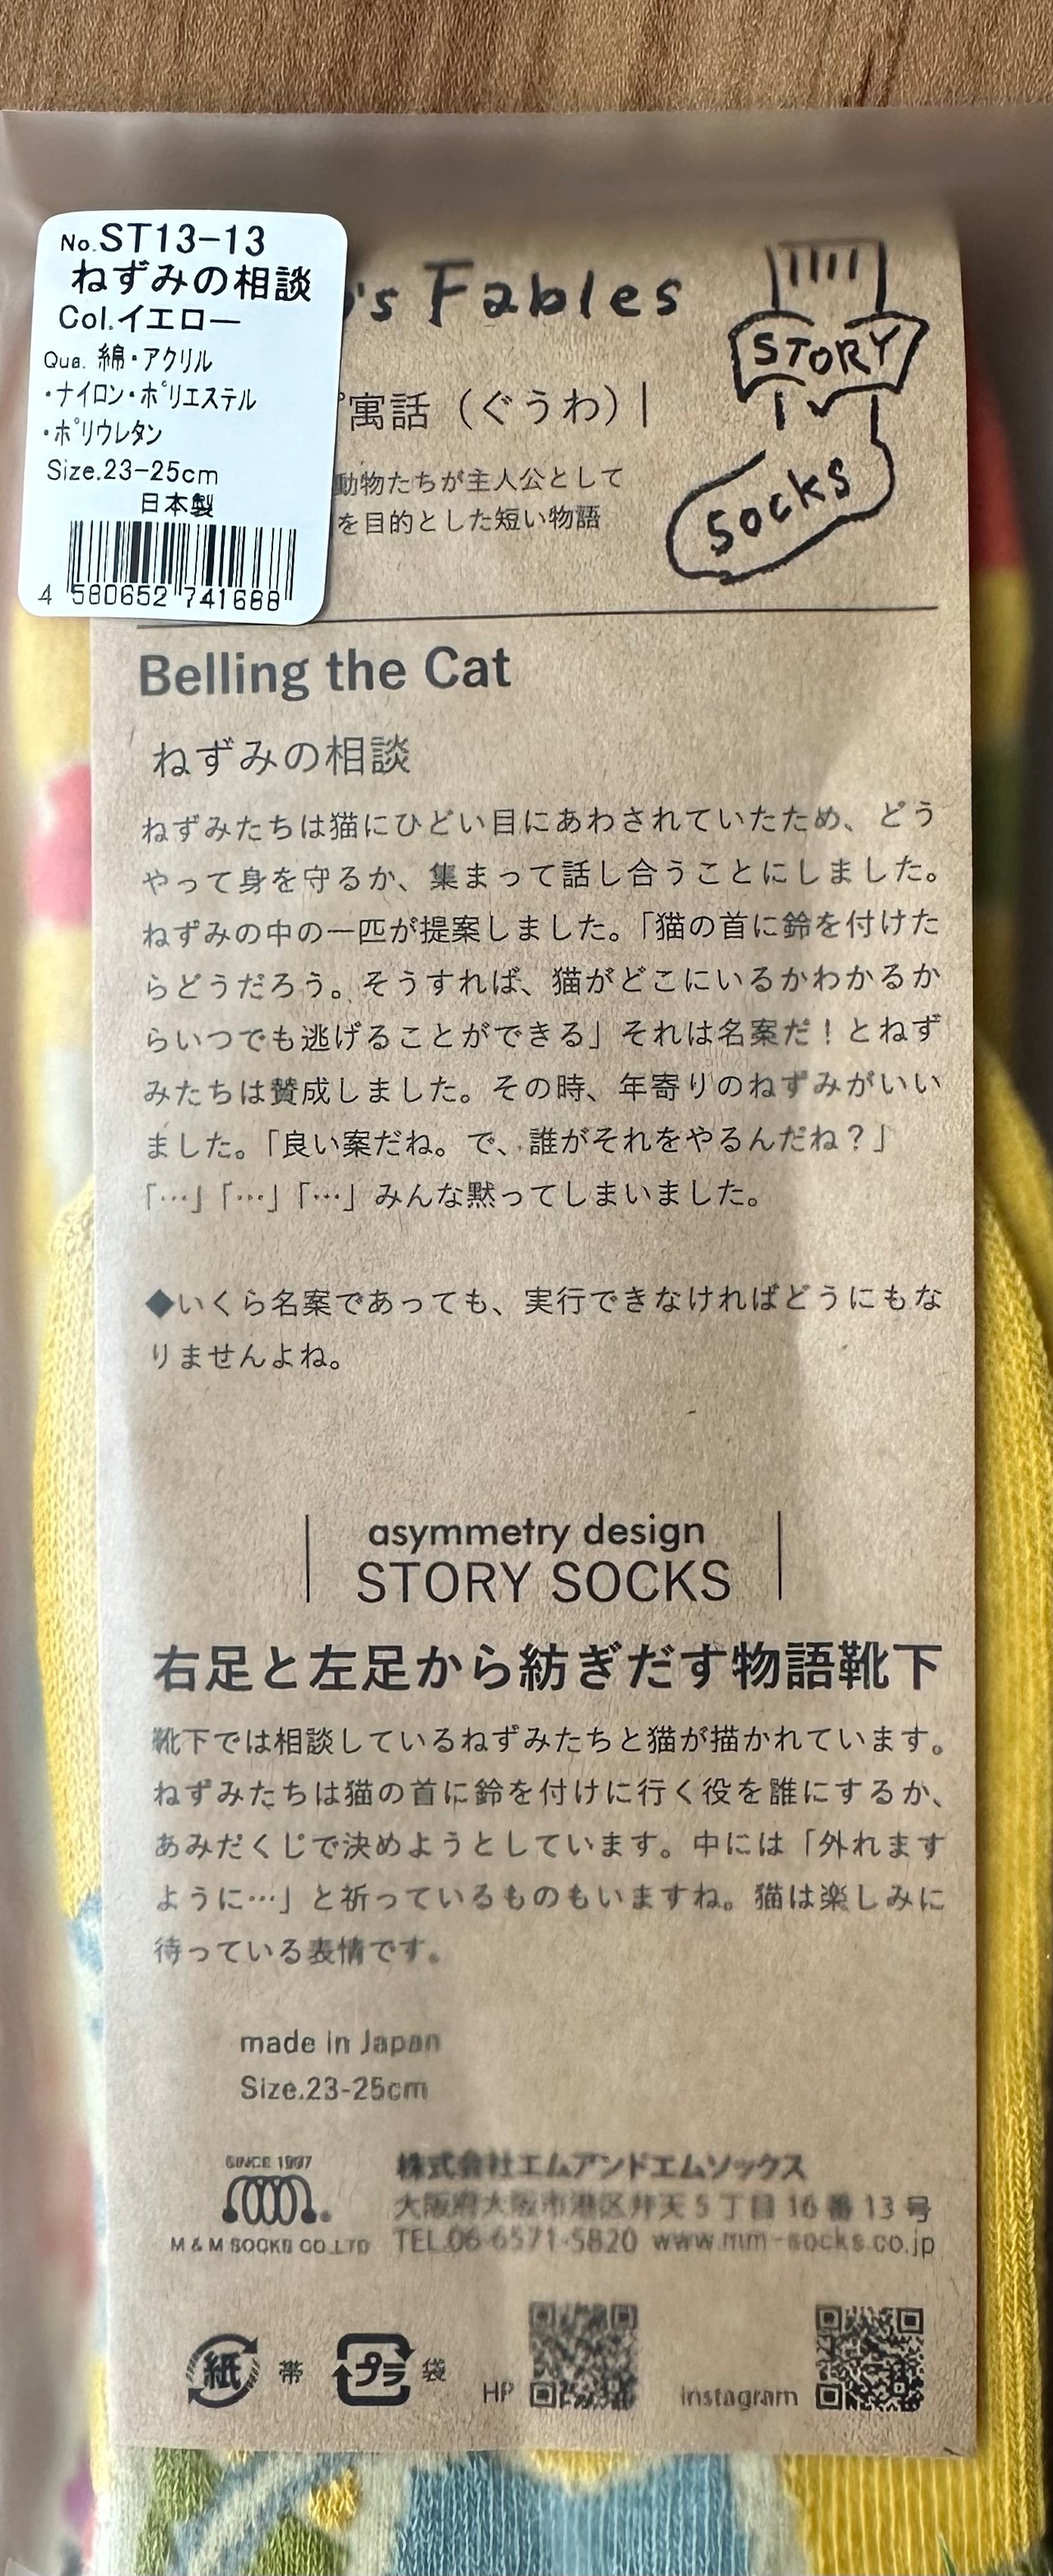 No.ST13-13
ねずみの相談
Col.イエロー
Qua. 綿・アクリル
・ナイロン・ポリエステル
・ポリウレタン
Size.23-25cm
日本製
4 580652 741688
's Fables
寓話（ぐうわ）|
動物たちが主人公として
を目的とした短い物語
STORY
SOCKS
Belling the Cat
ねずみの相談
ねずみたちは猫にひどい目にあわされていたため、どう
やって身を守るか、集まって話し合うことにしました。
ねずみの中の一匹が提案しました。「猫の首に鈴を付けた
らどうだろう。そうすれば、猫がどこにいるかわかるか
らいつでも逃げることができる」それは名案だ！とねず
みたちは賛成しました。その時、年寄りのねずみがいい
ました。「良い案だね。で、誰がそれをやるんだね？」
「…」「…」「…」みんな黙ってしまいました。
◆いくら名案であっても、実行できなければどうにもな
りませんよね。
asymmetry design
STORY SOCKS
右足と左足から紡ぎだす物語靴下
靴下では相談しているねずみたちと猫が描かれています。
ねずみたちは猫の首に鈴を付けに行く役を誰にするか、
あみだくじで決めようとしています。中には「外れます
ように…」と祈っているものもいますね。猫は楽しみに
待っている表情です。
made in Japan
Size.23-25cm
SINCE 1997
M & M SOCKS CO.,LTD
株式会社エムアンドエムソックス
大阪府大阪市港区弁天5丁目16番13号
TEL.06-6571-5820 www.mm-socks.co.jp
紙 帯 プラ 袋 HP Instagram